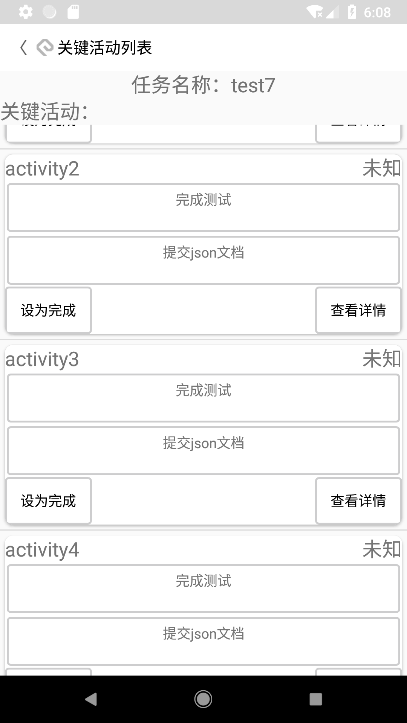 6:08
关键活动列表
任务名称：test7
关键活动：
activity2 未知
完成测试
提交json文档
设为完成 查看详情
activity3 未知
完成测试
提交json文档
设为完成 查看详情
activity4 未知
完成测试
提交json文档